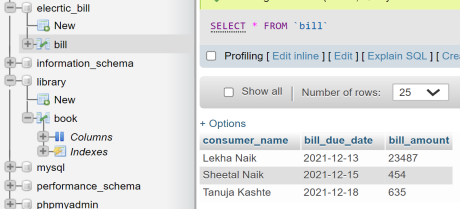 elecrtic_bill
New
bill
information_schema
library
New
book
Columns
Indexes
mysql
performance_schema
phpmyadmin
SELECT * FROM `bill`
Profiling [ Edit inline ] [ Edit ] [ Explain SQL ] [
Show all
Number of rows: 25
+ Options
consumer_name bill_due_date bill_amount
Lekha Naik 2021-12-13 23487
Sheetal Naik 2021-12-15 454
Tanuja Kashte 2021-12-18 635